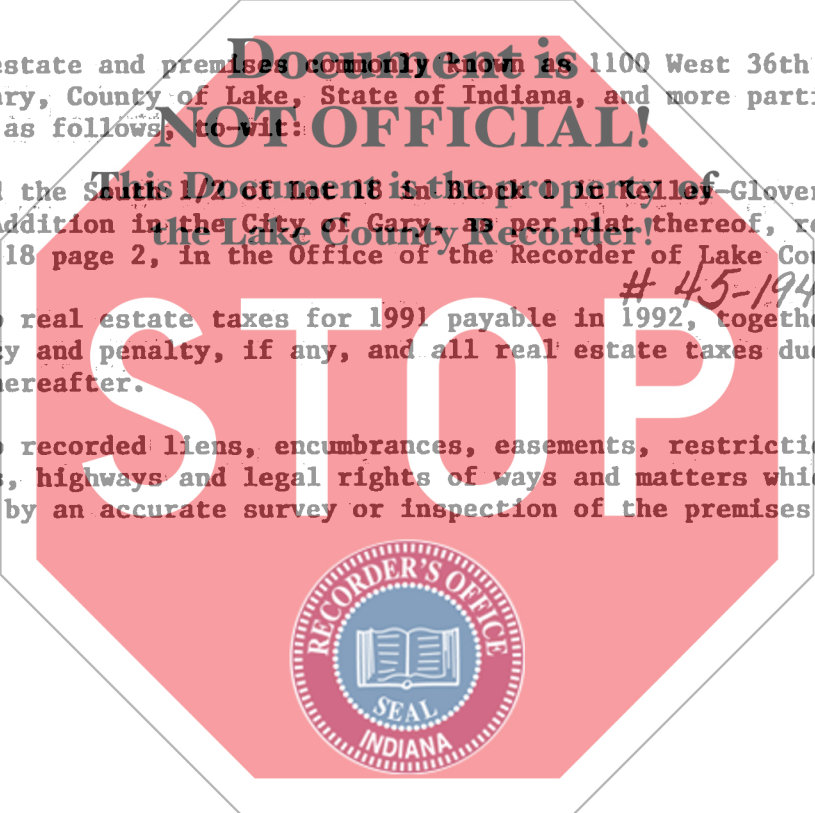 Document is
estate and premises commonly known as 1100 West 36th
ary, County of Lake, State of Indiana, and more parti
NOT OFFICIAL!
as follows, to-wit:
This Document is the property of
d the South 1/2 of Lot 18 in Block 1 in Kelley-Glover
Addition in the City of Gary, as per plat thereof, re
the Lake County Recorder!
18 page 2, in the Office of the Recorder of Lake Cou
# 45-194
o real estate taxes for 1991 payable in 1992, togethe
cy and penalty, if any, and all real estate taxes due
hereafter.
STOP
o recorded liens, encumbrances, easements, restrictio
s, highways and legal rights of ways and matters whic
by an accurate survey or inspection of the premises
RECORDER'S OFFICE
SEAL
INDIANA